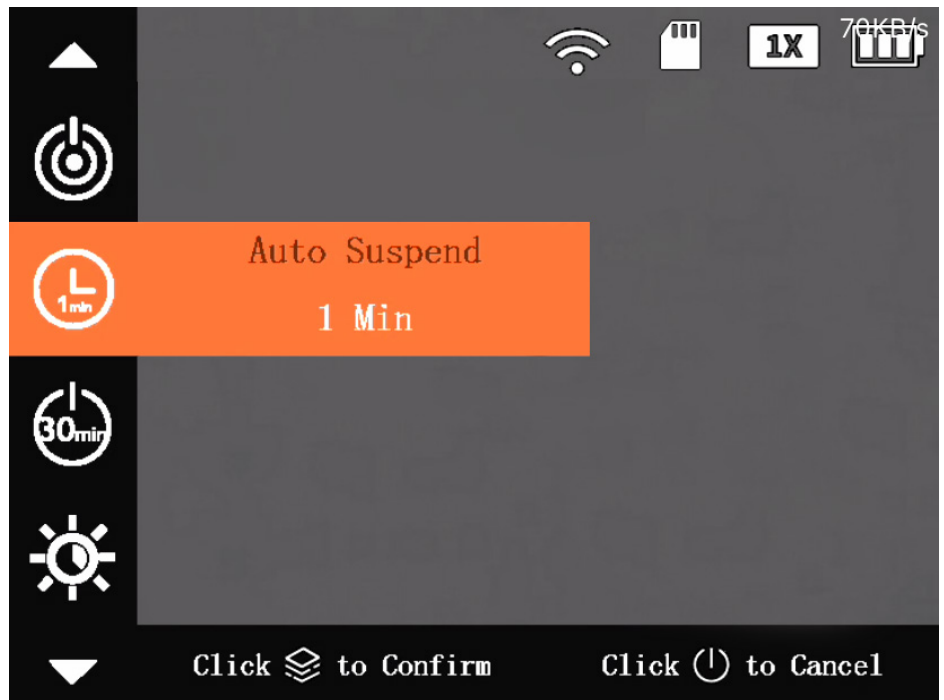 70KB/s
1X
Auto Suspend
1min
1 Min
30min
Click to Confirm
Click to Cancel